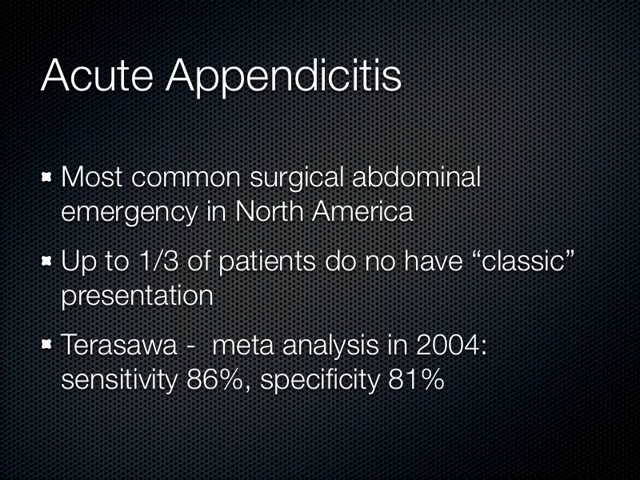 Acute Appendicitis
Most common surgical abdominal
emergency in North America
Up to 1/3 of patients do no have “classic”
presentation
Terasawa - meta analysis in 2004:
sensitivity 86%, specificity 81%